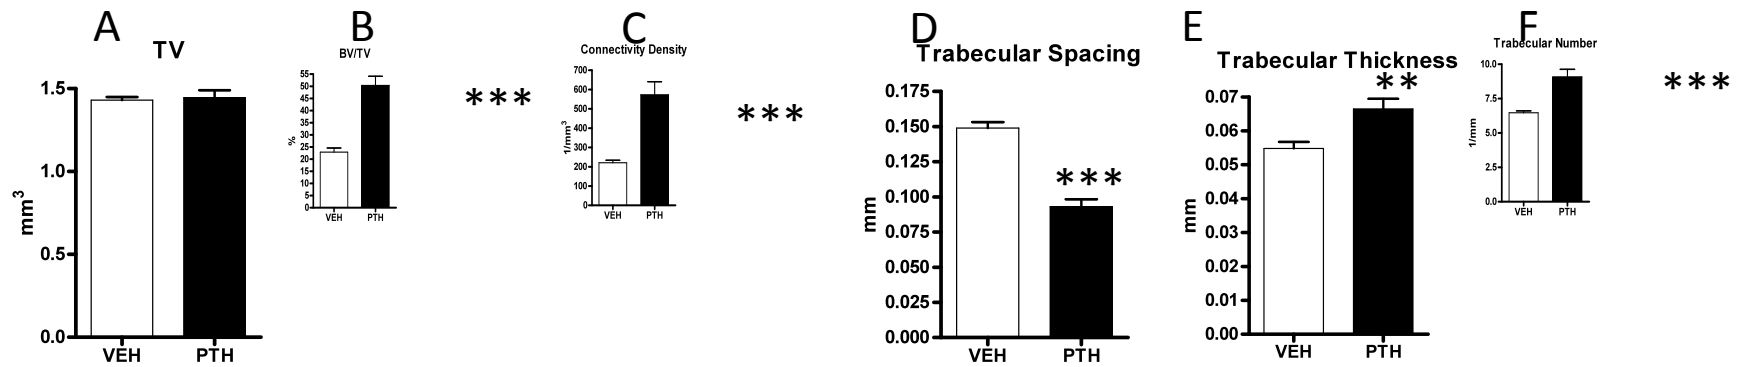 A
TV
mm3
1.5
1.0
0.5
0.0
VEH PTH
B
BV/TV
%
55
50
45
40
35
30
25
20
15
10
5
0
VEH PTH
***
C
Connectivity Density
1/mm3
700
600
500
400
300
200
100
0
VEH PTH
***
D
Trabecular Spacing
mm
0.175
0.150
0.125
0.100
0.075
0.050
0.025
0.000
***
VEH PTH
E
Trabecular Thickness
**
mm
0.07
0.06
0.05
0.04
0.03
0.02
0.01
0.00
VEH PTH
F
Trabecular Number
1/mm
10.0
7.5
5.0
2.5
0.0
VEH PTH
***